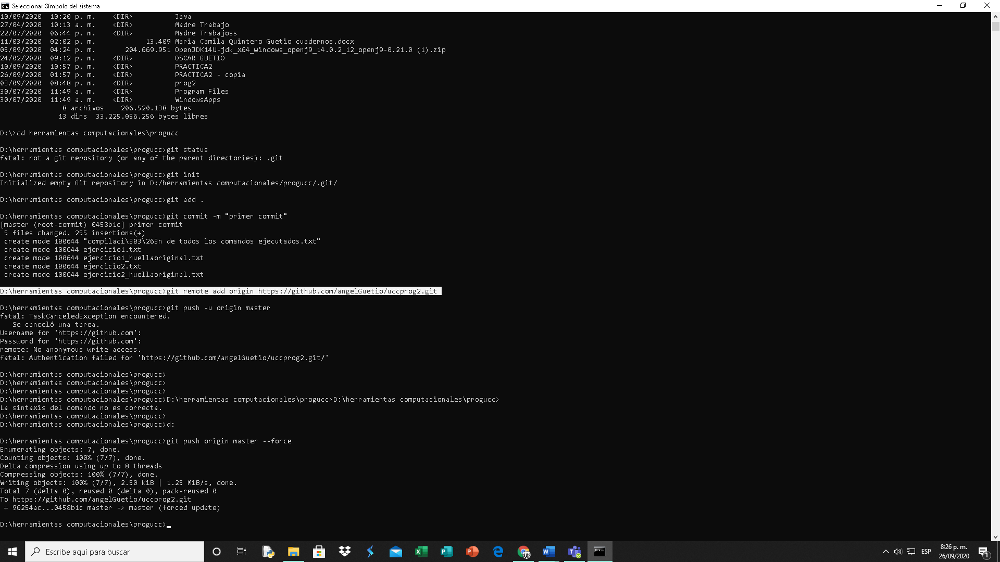 Seleccionar Símbolo del sistema
10/09/2020  10:20 p. m.    <DIR>          Java
27/04/2020  10:13 a. m.    <DIR>          Madre Trabajo
22/07/2020  06:44 p. m.    <DIR>          Madre Trabajoss
11/03/2020  02:02 p. m.            13.409 Maria Camila Quintero Guetio cuadernos.docx
05/09/2020  04:24 p. m.       204.669.951 OpenJDK14U-jdk_x64_windows_openj9_14.0.2_12_openj9-0.21.0 (1).zip
24/02/2020  09:12 p. m.    <DIR>          OSCAR GUETIO
10/09/2020  10:57 p. m.    <DIR>          PRACTICA2
26/09/2020  01:57 p. m.    <DIR>          PRACTICA2 - copia
03/09/2020  08:48 p. m.    <DIR>          prog2
30/07/2020  11:49 a. m.    <DIR>          Program Files
30/07/2020  11:49 a. m.    <DIR>          WindowsApps
8 archivos    206.520.138 bytes
13 dirs  33.225.056.256 bytes libres
D:\>cd herramientas computacionales\progucc
D:\herramientas computacionales\progucc>git status
fatal: not a git repository (or any of the parent directories): .git
D:\herramientas computacionales\progucc>git init
Initialized empty Git repository in D:/herramientas computacionales/progucc/.git/
D:\herramientas computacionales\progucc>git add .
D:\herramientas computacionales\progucc>git commit -m "primer commit"
[master (root-commit) 0458b1c] primer commit
5 files changed, 255 insertions(+)
create mode 100644 "compilaci\303\263n de todos los comandos ejecutados.txt"
create mode 100644 ejercicio1.txt
create mode 100644 ejercicio1_huellaoriginal.txt
create mode 100644 ejercicio2.txt
create mode 100644 ejercicio2_huellaoriginal.txt
D:\herramientas computacionales\progucc>git remote add origin https://github.com/angelGuetio/uccprog2.git
D:\herramientas computacionales\progucc>git push -u origin master
fatal: TaskCanceledException encountered.
Se canceló una tarea.
Username for 'https://github.com':
Password for 'https://github.com':
remote: No anonymous write access.
fatal: Authentication failed for 'https://github.com/angelGuetio/uccprog2.git/'
D:\herramientas computacionales\progucc>
D:\herramientas computacionales\progucc>
D:\herramientas computacionales\progucc>
D:\herramientas computacionales\progucc>D:\herramientas computacionales\progucc>D:\herramientas computacionales\progucc>
La sintaxis del comando no es correcta.
D:\herramientas computacionales\progucc>
D:\herramientas computacionales\progucc>d:
D:\herramientas computacionales\progucc>git push origin master --force
Enumerating objects: 7, done.
Counting objects: 100% (7/7), done.
Delta compression using up to 8 threads
Compressing objects: 100% (7/7), done.
Writing objects: 100% (7/7), 2.50 KiB | 1.25 MiB/s, done.
Total 7 (delta 0), reused 0 (delta 0), pack-reused 0
To https://github.com/angelGuetio/uccprog2.git
+ 96254ac...0458b1c master -> master (forced update)
D:\herramientas computacionales\progucc>
Escribe aquí para buscar
ESP
8:26 p. m.
26/09/2020
1